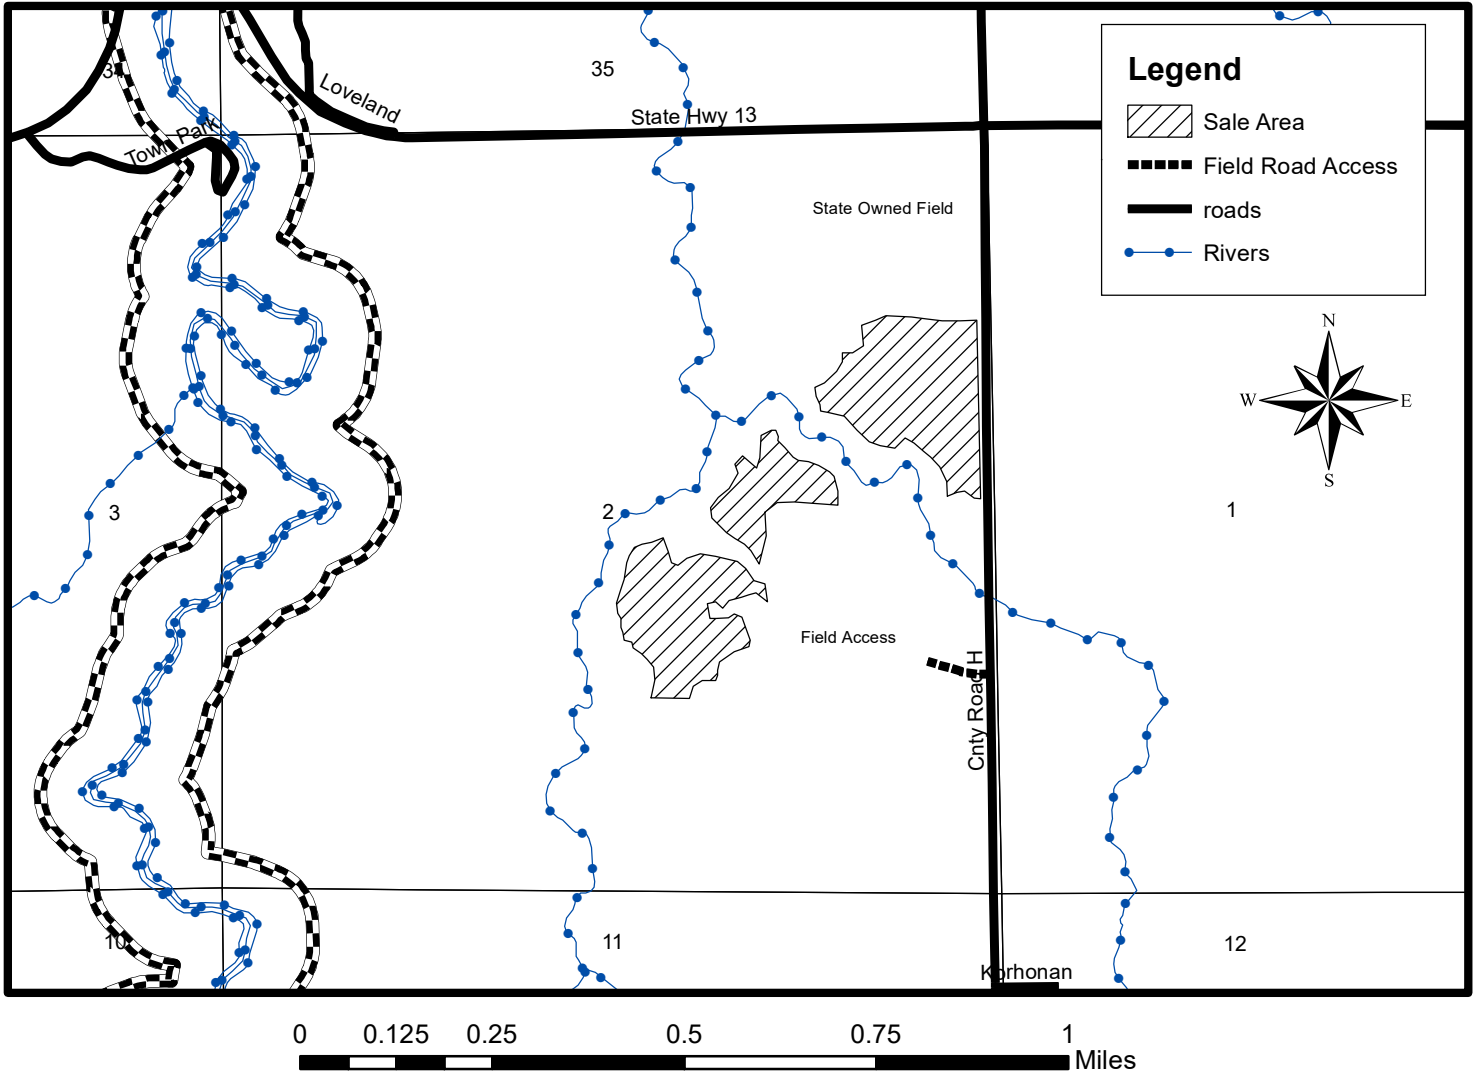 34
35
Loveland
State Hwy 13
Town Park
State Owned Field
Legend
Sale Area
Field Road Access
roads
Rivers
N
W
E
S
3
2
1
Field Access
Cnty Road H
10
11
12
Korhonan
0 0.125 0.25 0.5 0.75 1
Miles